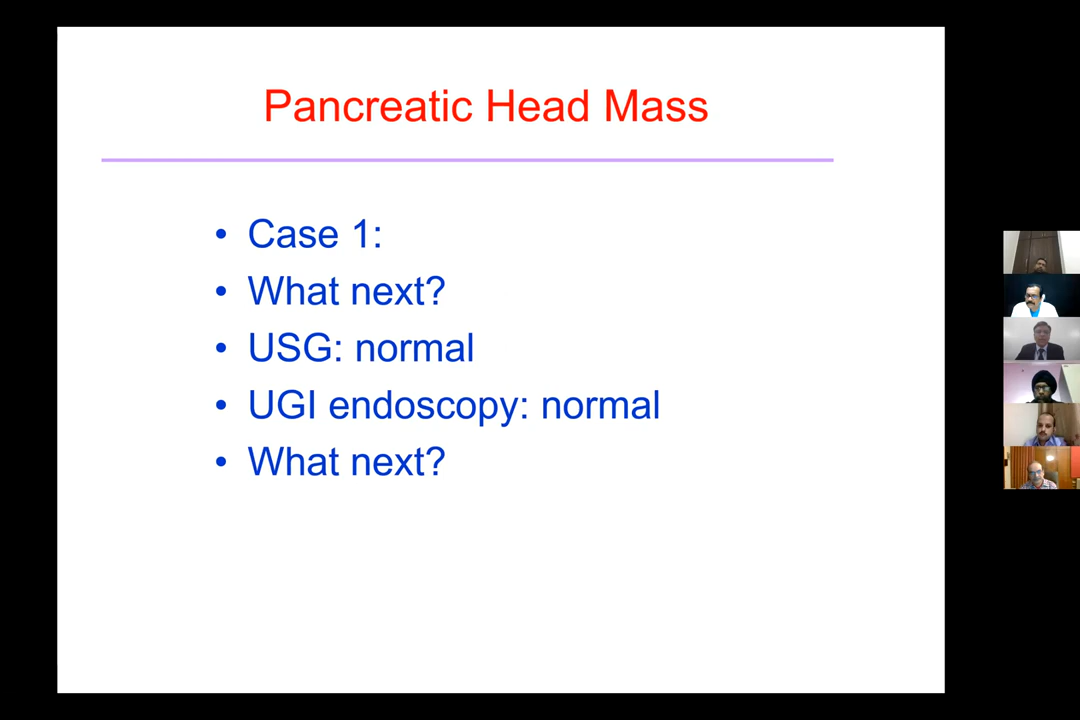 Pancreatic Head Mass
• Case 1:
• What next?
• USG: normal
• UGI endoscopy: normal
• What next?